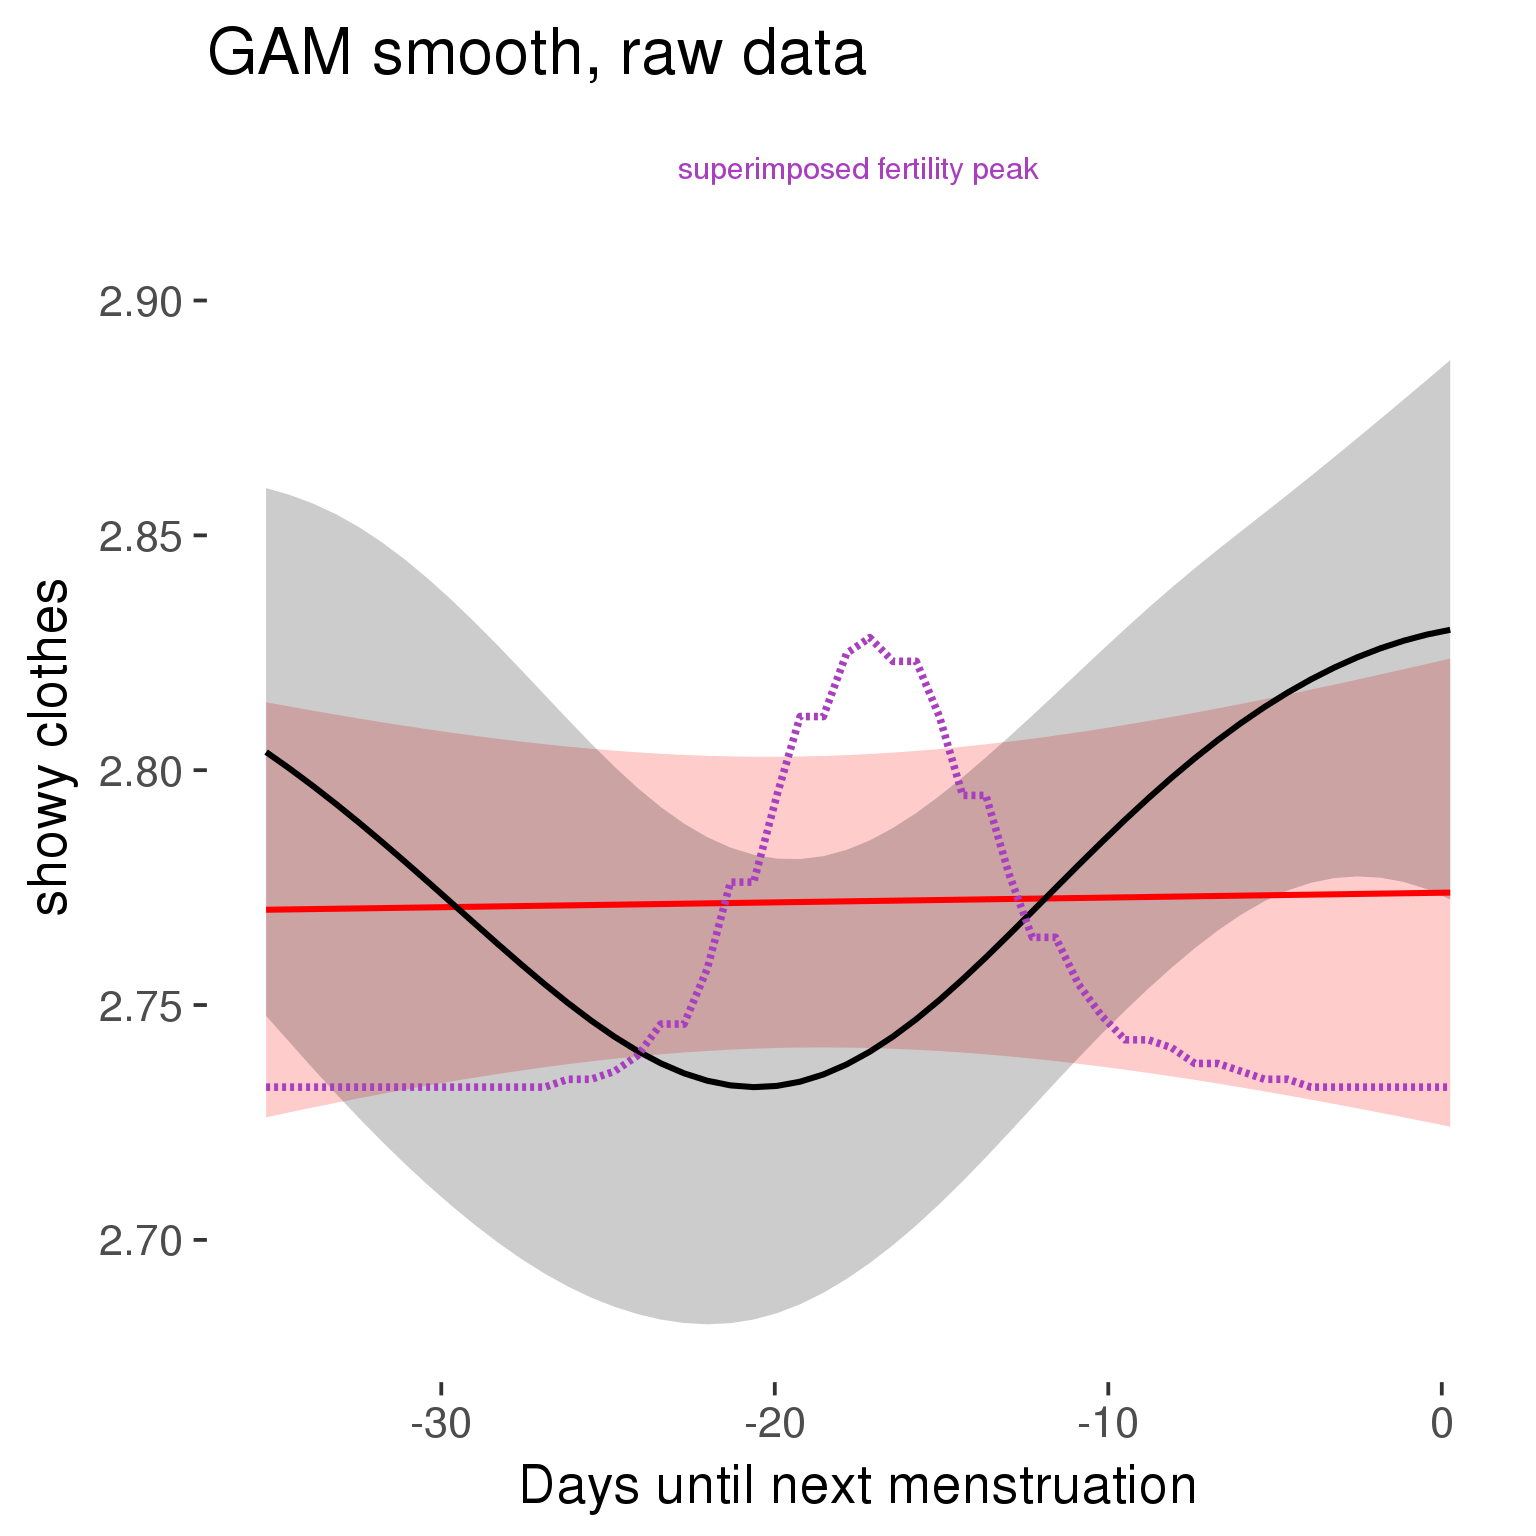 GAM smooth, raw data
superimposed fertility peak
showy clothes
2.90
2.85
2.80
2.75
2.70
-30
-20
-10
0
Days until next menstruation